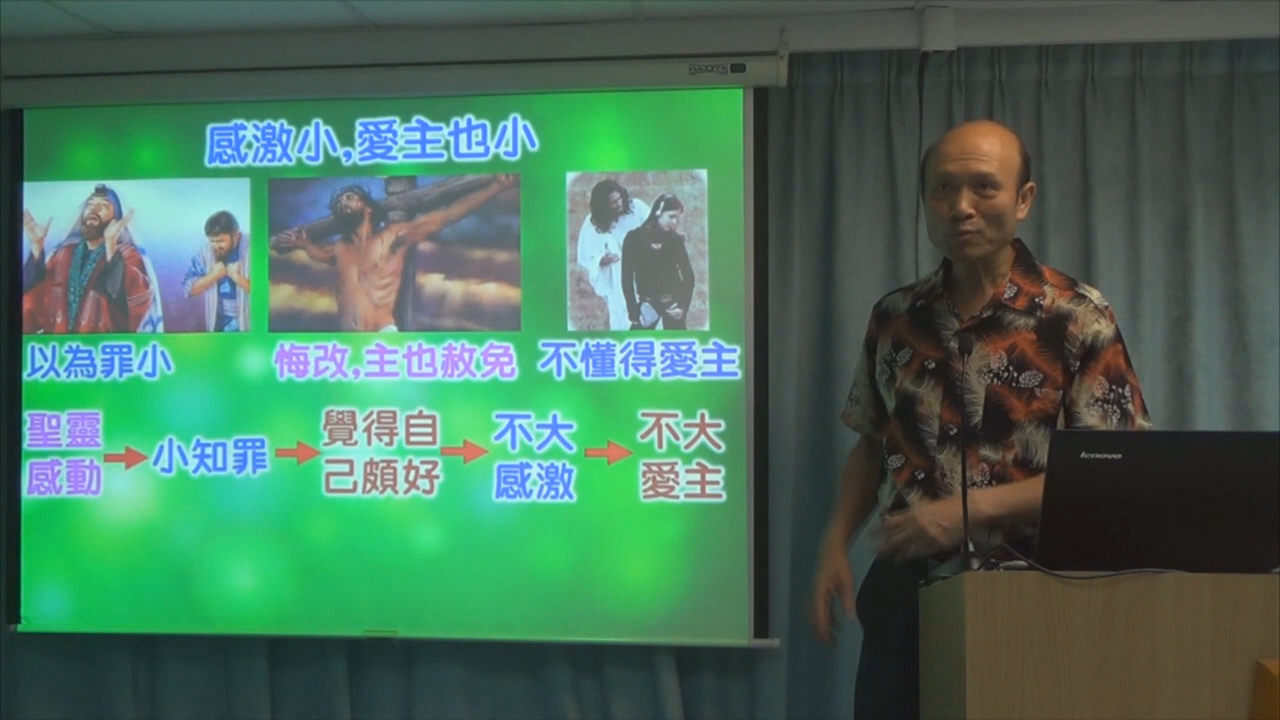 感激小,愛主也小
以為罪小
悔改,主也赦免
不懂得愛主
聖靈
感動
小知罪
覺得自
己頗好
不大
感激
不大
愛主
lenovo
DA-LITE